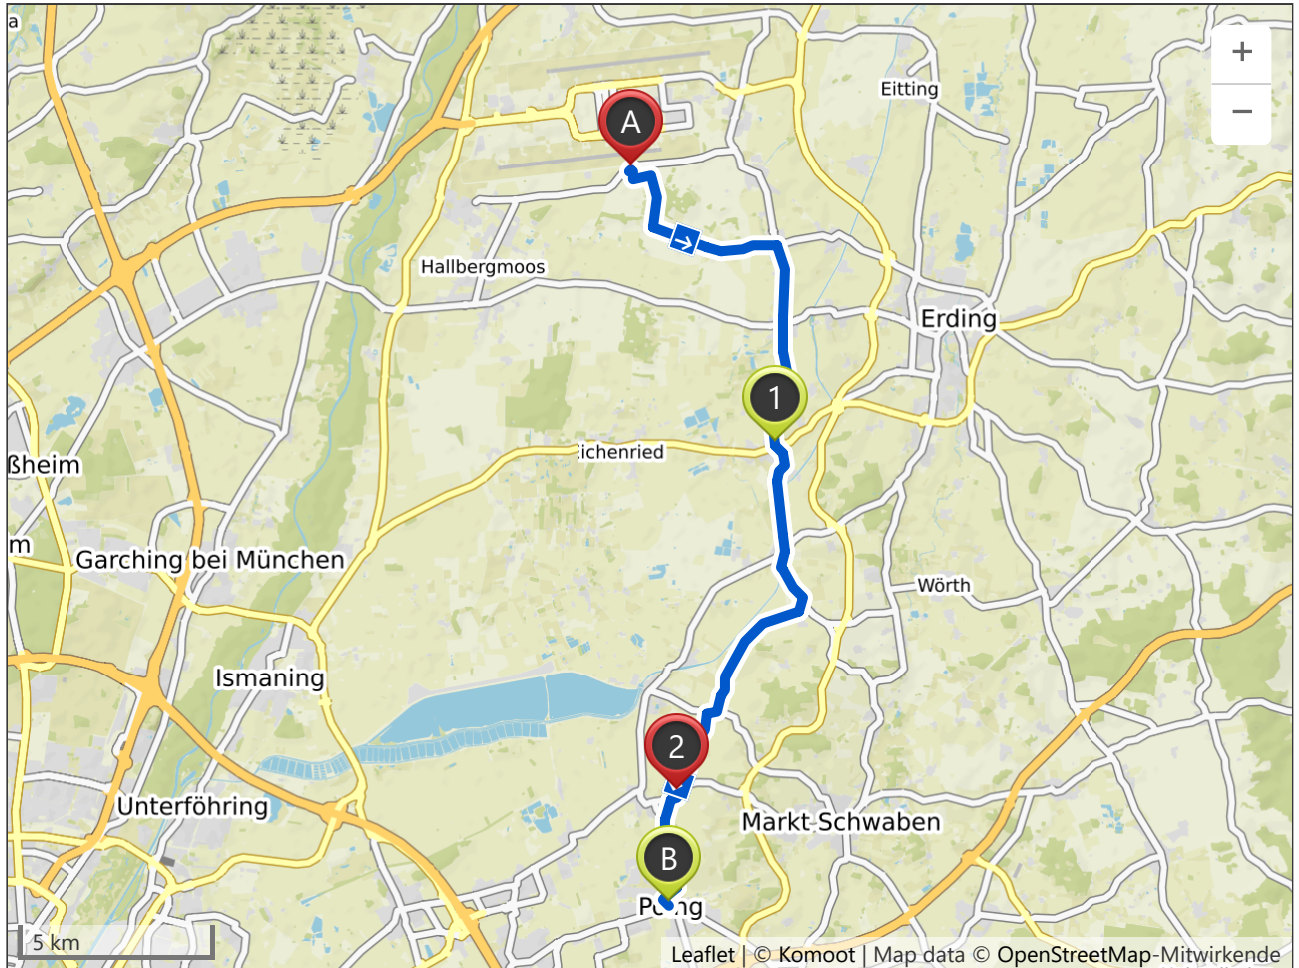 a
+
Eitting
−
A
Hallbergmoos
Erding
1
ichenried
ßheim
m
Garching bei München
Wörth
Ismaning
2
Unterföhring
Markt Schwaben
B
5 km
Leaflet | © Komoot | Map data © OpenStreetMap-Mitwirkende